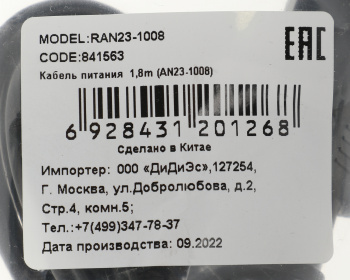 MODEL:RAN23-1008
CODE:841563
EAC
Кабель питания 1,8m (AN23-1008)
6 928431 201268
Сделано в Китае
Импортер: ООО «ДиДиЭс»,127254,
Г. Москва, ул.Добролюбова, д.2,
Стр.4, комн.5;
Тел.:+7(499)347-78-37
Дата производства: 09.2022